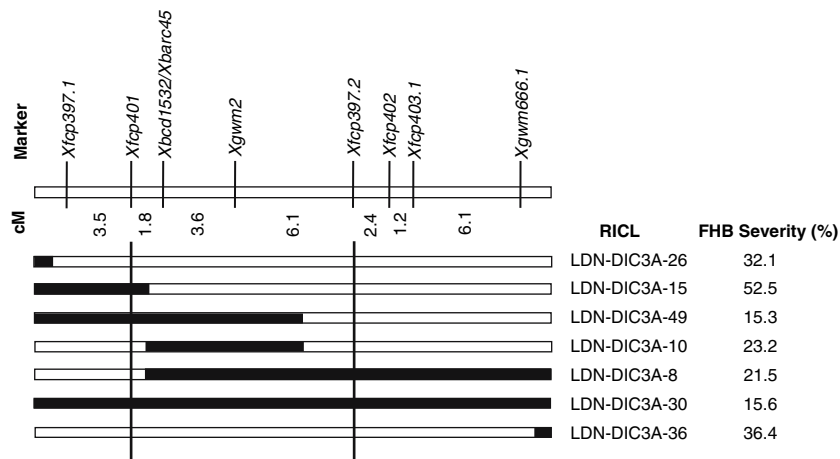 Marker
Xfcp397.1
Xfcp401
Xbcd1532/Xbarc45
Xgwm2
Xfcp397.2
Xfcp402
Xfcp403.1
Xgwm666.1
cM
3.5
1.8
3.6
6.1
2.4
1.2
6.1
RICL FHB Severity (%)
LDN-DIC3A-26 32.1
LDN-DIC3A-15 52.5
LDN-DIC3A-49 15.3
LDN-DIC3A-10 23.2
LDN-DIC3A-8 21.5
LDN-DIC3A-30 15.6
LDN-DIC3A-36 36.4